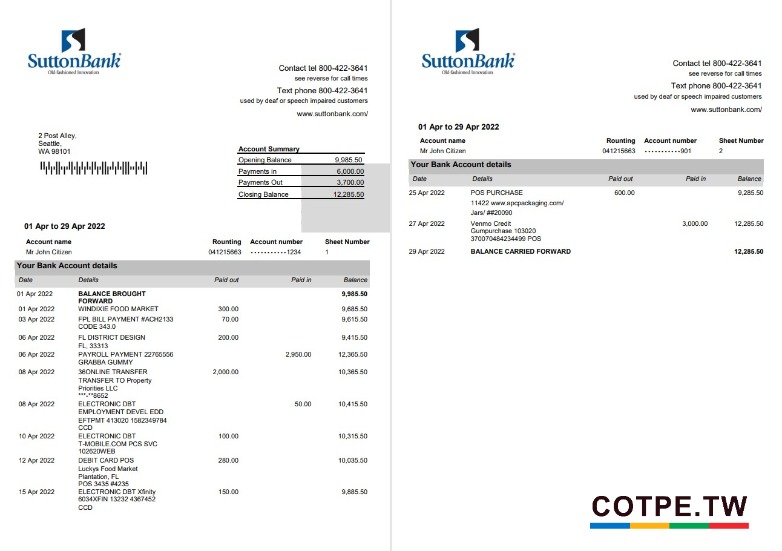 SuttonBank
Old-fashioned Innovation
Contact tel 800-422-3641
see reverse for call times
Text phone 800-422-3641
used by deaf or speech impaired customers
www.suttonbank.com/
2 Post Alley,
Seattle,
WA 98101
Account Summary
Opening Balance 9,985.50
Payments in 6,000.00
Payments Out 3,700.00
Closing Balance 12,285.50
01 Apr to 29 Apr 2022
Account name Rounting Account number Sheet Number
Mr John Citizen 041215663 -----------1234 1
Your Bank Account details
Date Details Paid out Paid in Balance
01 Apr 2022 BALANCE BROUGHT 9,985.50
FORWARD
01 Apr 2022 WINDIXIE FOOD MARKET 300.00 9,685.50
03 Apr 2022 FPL BILL PAYMENT #ACH2133 70.00 9,615.50
CODE 343.0
06 Apr 2022 FL DISTRICT DESIGN 200.00 9,415.50
FL, 33313
06 Apr 2022 PAYROLL PAYMENT 22765556 2,950.00 12,365.50
GRABBA GUMMY
08 Apr 2022 36ONLINE TRANSFER 2,000.00 10,365.50
TRANSFER TO Property
Priorities LLC
***-**8652
08 Apr 2022 ELECTRONIC DBT 50.00 10,415.50
EMPLOYMENT DEVEL EDD
EFTPMT 413020 1582349784
CCD
10 Apr 2022 ELECTRONIC DBT 100.00 10,315.50
T-MOBILE.COM PCS SVC
102620WEB
12 Apr 2022 DEBIT CARD POS 280.00 10,035.50
Luckys Food Market
Plantation, FL
POS 3435 #4235
15 Apr 2022 ELECTRONIC DBT Xfinity 150.00 9,885.50
6034XFIN 13232 4367452
CCD
SuttonBank
Old-fashioned Innovation
Contact tel 800-422-3641
see reverse for call times
Text phone 800-422-3641
used by deaf or speech impaired customers
www.suttonbank.com/
01 Apr to 29 Apr 2022
Account name Rounting Account number Sheet Number
Mr John Citizen 041215663 -----------901 2
Your Bank Account details
Date Details Paid out Paid in Balance
25 Apr 2022 POS PURCHASE 600.00 9,285.50
11422 www.spcpackaging.com/
Jars/ ##20090
27 Apr 2022 Venmo Credit 3,000.00 12,285.50
Gumpurchase 103020
370070484234499 POS
29 Apr 2022 BALANCE CARRIED FORWARD 12,285.50
COTPE.TW